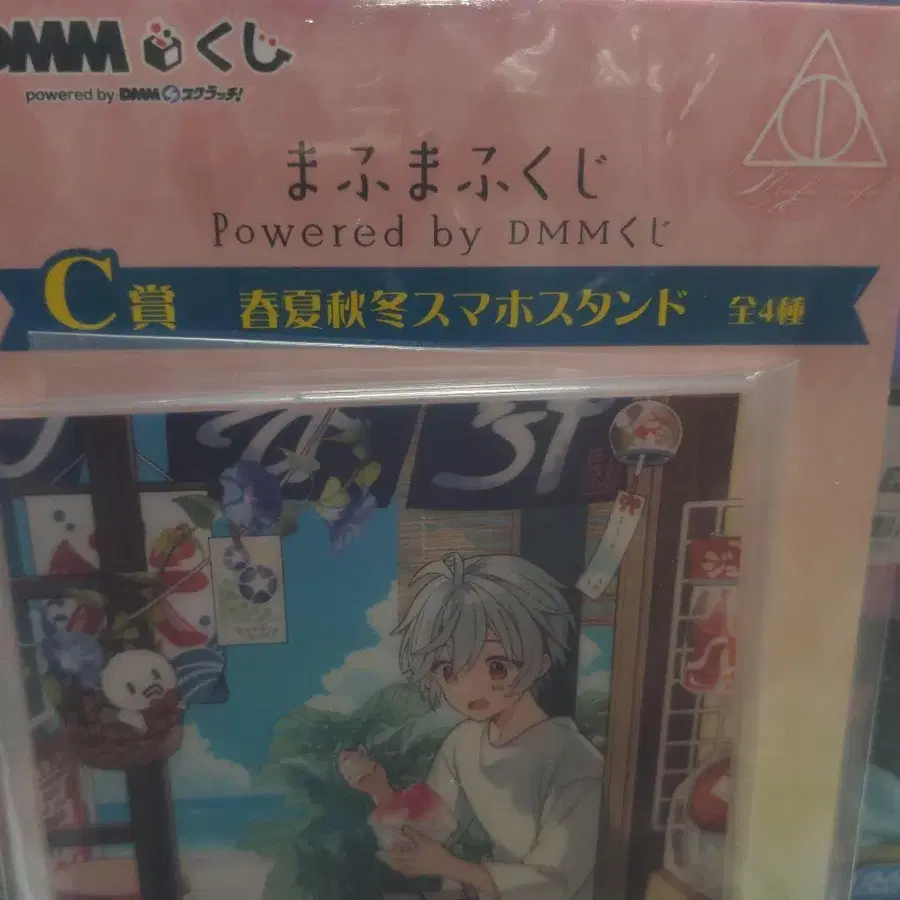 DMMくじ
powered by DMMスクラッチ!
まふまふくじ
Powered by DMMくじ
C賞 春夏秋冬スマホスタンド 全4種